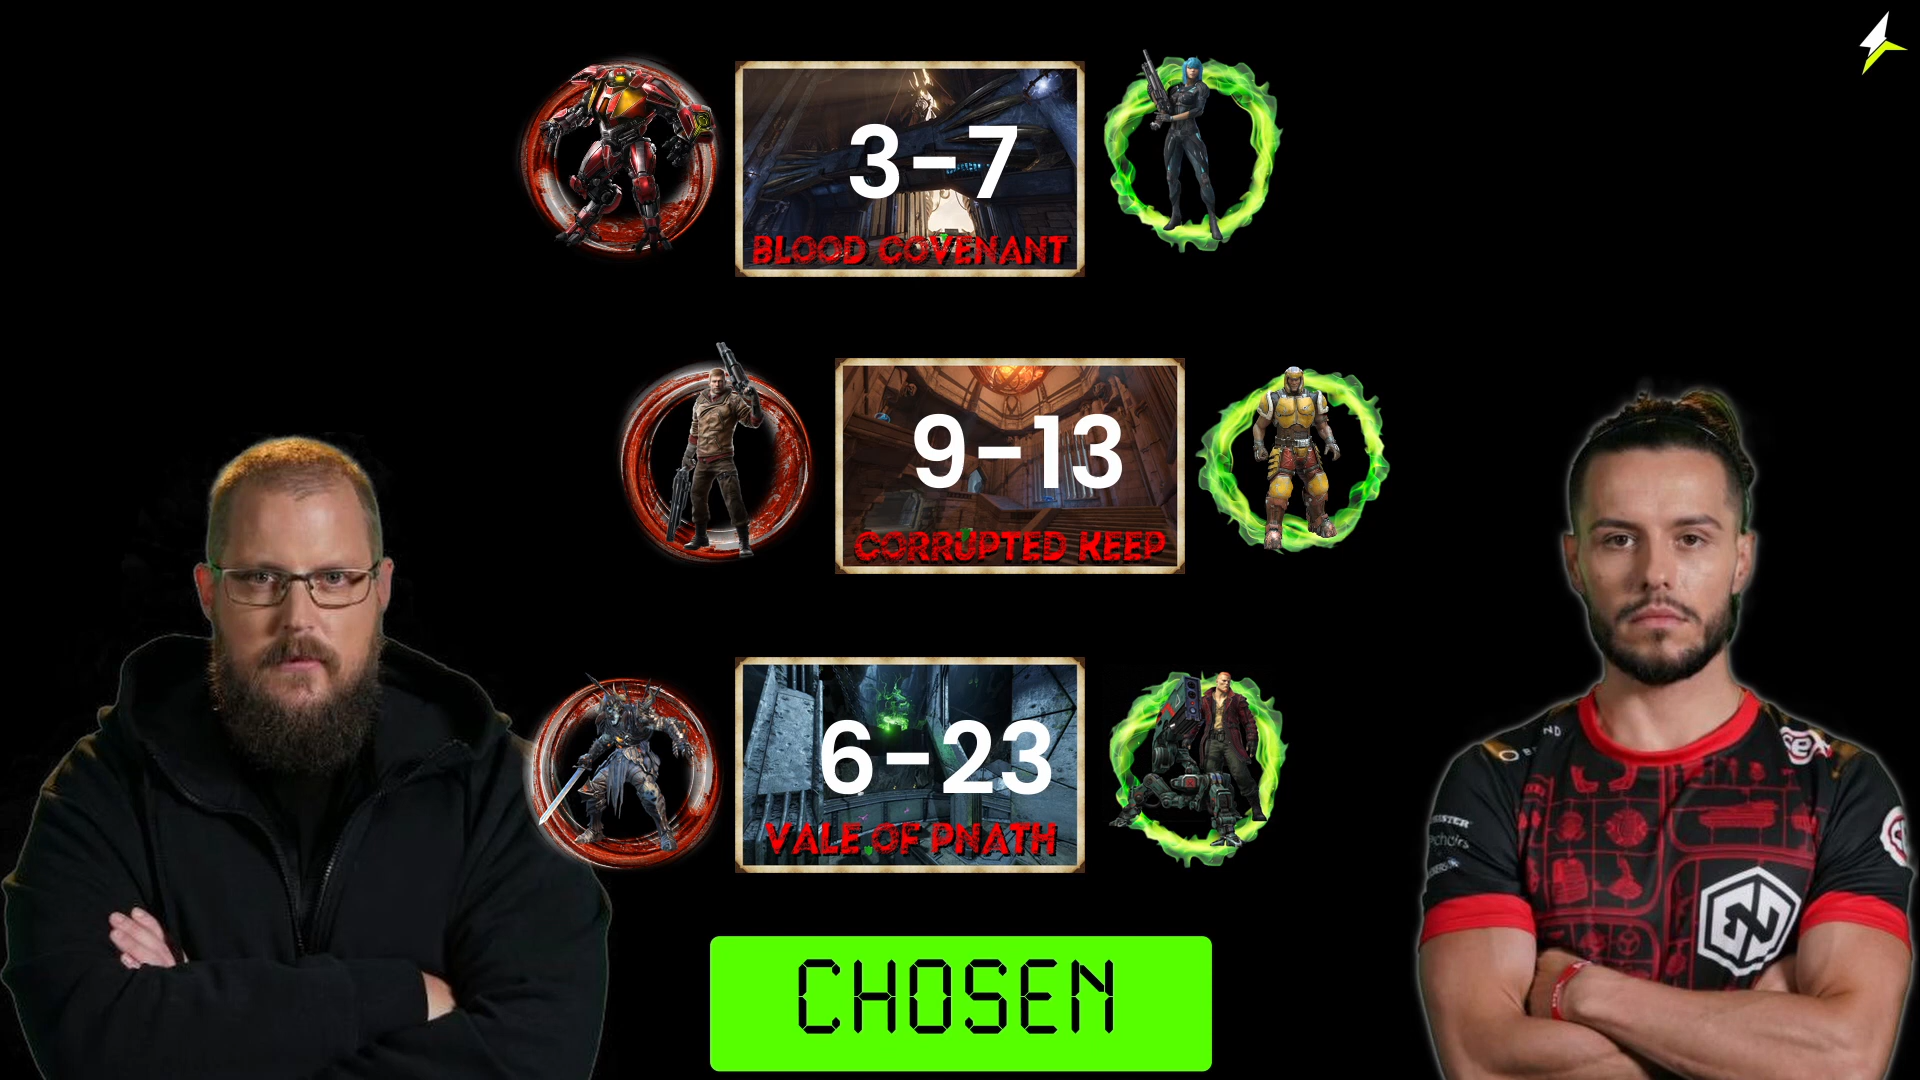 3-7
BLOOD COVENANT
9-13
CORRUPTED KEEP
6-23
VALE OF PNATH
CHOSEN